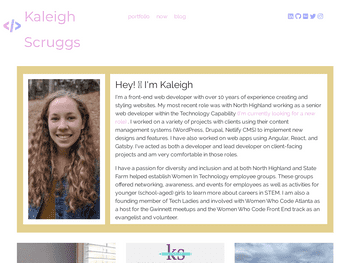 Kaleigh
Scruggs
portfolio now blog
Hey! I'm Kaleigh
I'm a front-end web developer with over 10 years of experience creating and
styling websites. My most recent role was with North Highland working as a senior
web developer within the Technology Capability. I'm currently looking for a new
role! I worked on a variety of projects with clients using their content
management systems (WordPress, Drupal, Netlify CMS) to implement new
designs and features. I have also worked on web apps using Angular, React, and
Gatsby. I've acted as both a developer and lead developer on client-facing
projects and am very comfortable in those roles.
I have a passion for diversity and inclusion and at both North Highland and State
Farm helped establish Women in Technology employee groups. These groups
offered networking, awareness, and events for employees as well as activities for
younger (school-aged) girls to learn more about careers in STEM. I am also a
founding member of Tech Ladies and involved with Women Who Code Atlanta as
a host for the Gwinnett meetups and the Women Who Code Front End track as an
evangelist and volunteer.
ks